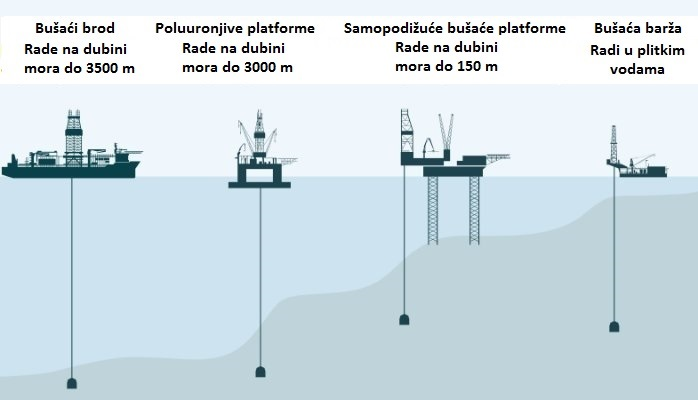 Bušaći brod
Rade na dubini
mora do 3500 m
Poluuronjive platforme
Rade na dubini
mora do 3000 m
Samopodižuće bušaće platforme
Rade na dubini
mora do 150 m
Bušaća barža
Radi u plitkim
vodama